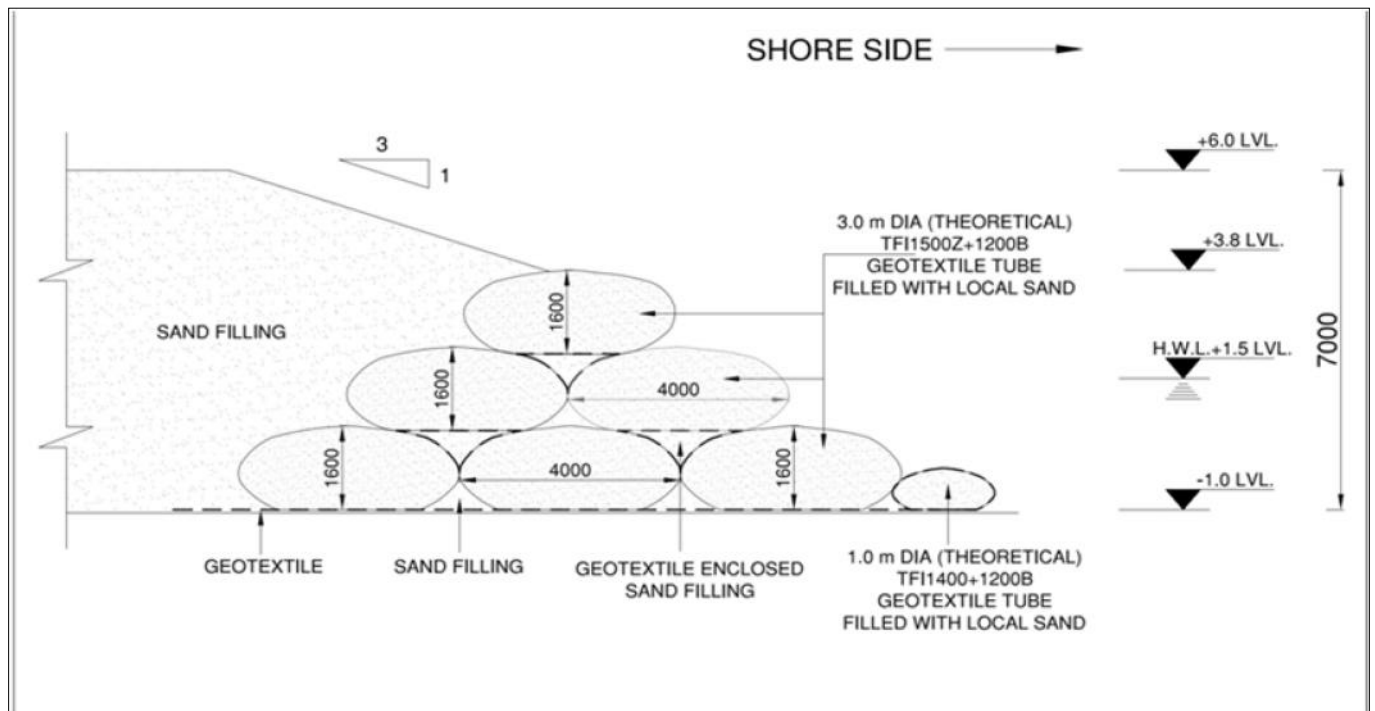 SHORE SIDE
3
1
+6.0 LVL.
3.0 m DIA (THEORETICAL)
TFI1500Z+1200B
GEOTEXTILE TUBE
FILLED WITH LOCAL SAND
+3.8 LVL.
1600
SAND FILLING
H.W.L.+1.5 LVL.
7000
1600
4000
1600
4000
1600
-1.0 LVL.
GEOTEXTILE
SAND FILLING
GEOTEXTILE ENCLOSED
SAND FILLING
1.0 m DIA (THEORETICAL)
TFI1400+1200B
GEOTEXTILE TUBE
FILLED WITH LOCAL SAND